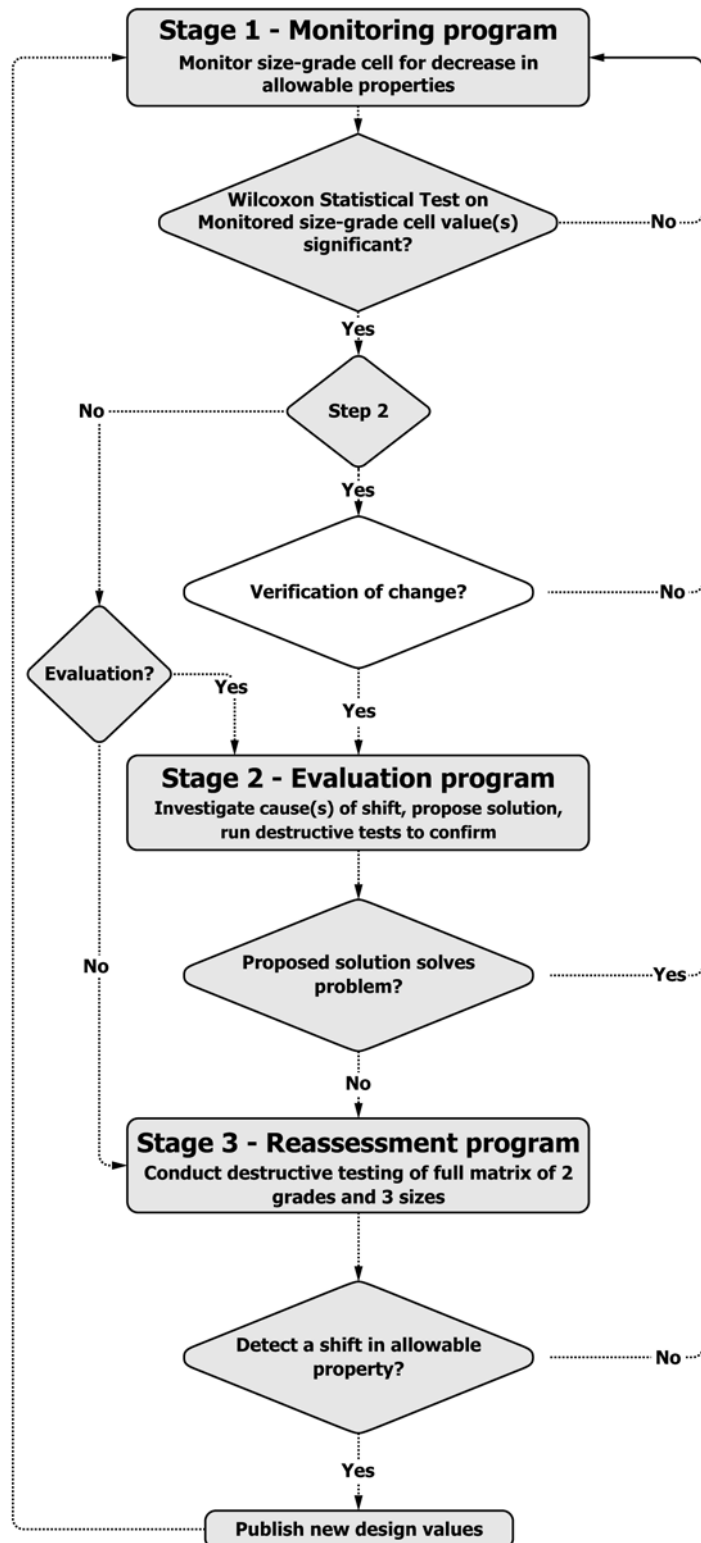 Stage 1 - Monitoring program
Monitor size-grade cell for decrease in
allowable properties
Wilcoxon Statistical Test on
Monitored size-grade cell value(s)
significant?
No
Yes
No
Step 2
Yes
Verification of change?
No
Evaluation?
Yes
Yes
Stage 2 - Evaluation program
Investigate cause(s) of shift, propose solution,
run destructive tests to confirm
No
Proposed solution solves
problem?
Yes
No
Stage 3 - Reassessment program
Conduct destructive testing of full matrix of 2
grades and 3 sizes
Detect a shift in allowable
property?
No
Yes
Publish new design values